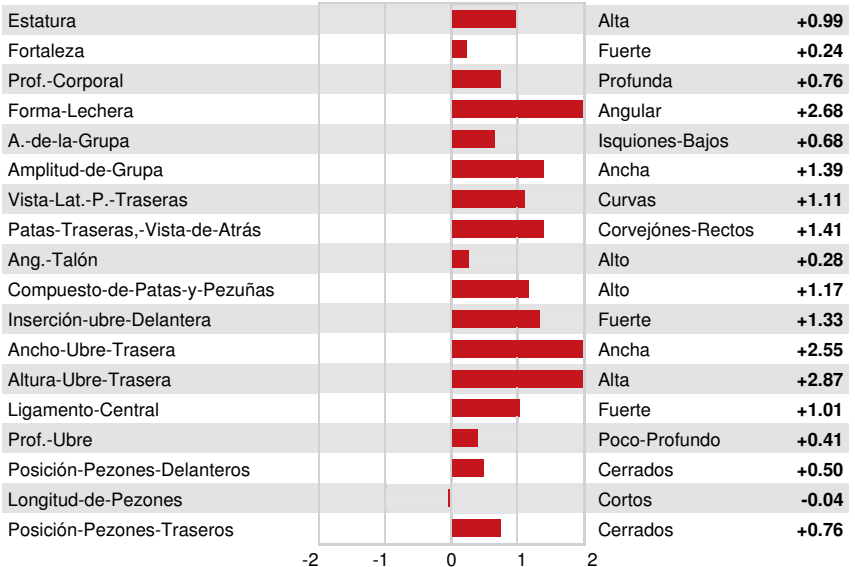 Estatura Alta +0.99
Fortaleza Fuerte +0.24
Prof.-Corporal Profunda +0.76
Forma-Lechera Angular +2.68
A.-de-la-Grupa Isquiones-Bajos +0.68
Amplitud-de-Grupa Ancha +1.39
Vista-Lat.-P.-Traseras Curvas +1.11
Patas-Traseras,-Vista-de-Atrás Corvejónes-Rectos +1.41
Ang.-Talón Alto +0.28
Compuesto-de-Patas-y-Pezuñas Alto +1.17
Inserción-ubre-Delantera Fuerte +1.33
Ancho-Ubre-Trasera Ancha +2.55
Altura-Ubre-Trasera Alta +2.87
Ligamento-Central Fuerte +1.01
Prof.-Ubre Poco-Profundo +0.41
Posición-Pezones-Delanteros Cerrados +0.50
Longitud-de-Pezones Cortos -0.04
Posición-Pezones-Traseros Cerrados +0.76
-2 -1 0 1 2